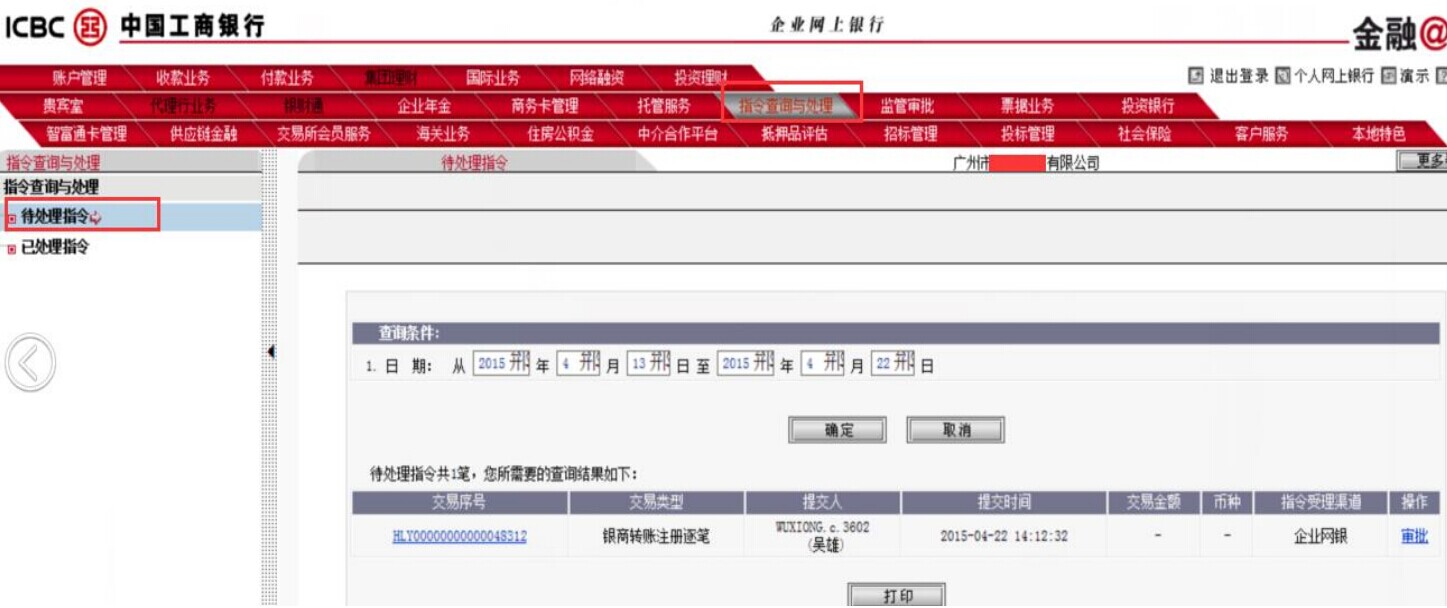 ICBC 中国工商银行
企业网上银行
金融@
账户管理 收款业务 付款业务 集团理财 国际业务 网络融资 投资理财
退出登录 个人网上银行 演示
贵宾室 代理行业务 银财通 企业年金 商务卡管理 托管服务 指令查询与处理 监管审批 票据业务 投资银行
智富通卡管理 供应链金融 交易所会员服务 海关业务 住房公积金 中介合作平台 抵押品评估 招标管理 投标管理 社会保险 客户服务 本地特色
指令查询与处理 待处理指令 广州市 有限公司 更多
指令查询与处理
待处理指令
已处理指令
查询条件:
1. 日 期: 从 2015 年 4 月 13 日 至 2015 年 4 月 22 日
确定 取消
待处理指令共1笔,您所需要的查询结果如下:
交易序号 交易类型 提交人 提交时间 交易金额 币种 指令受理渠道 操作
HLY00000000000048312 银商转账注册逐笔 WUXIONG.c.3602 2015-04-22 14:12:32 - - 企业网银 审批
(吴雄)
打印